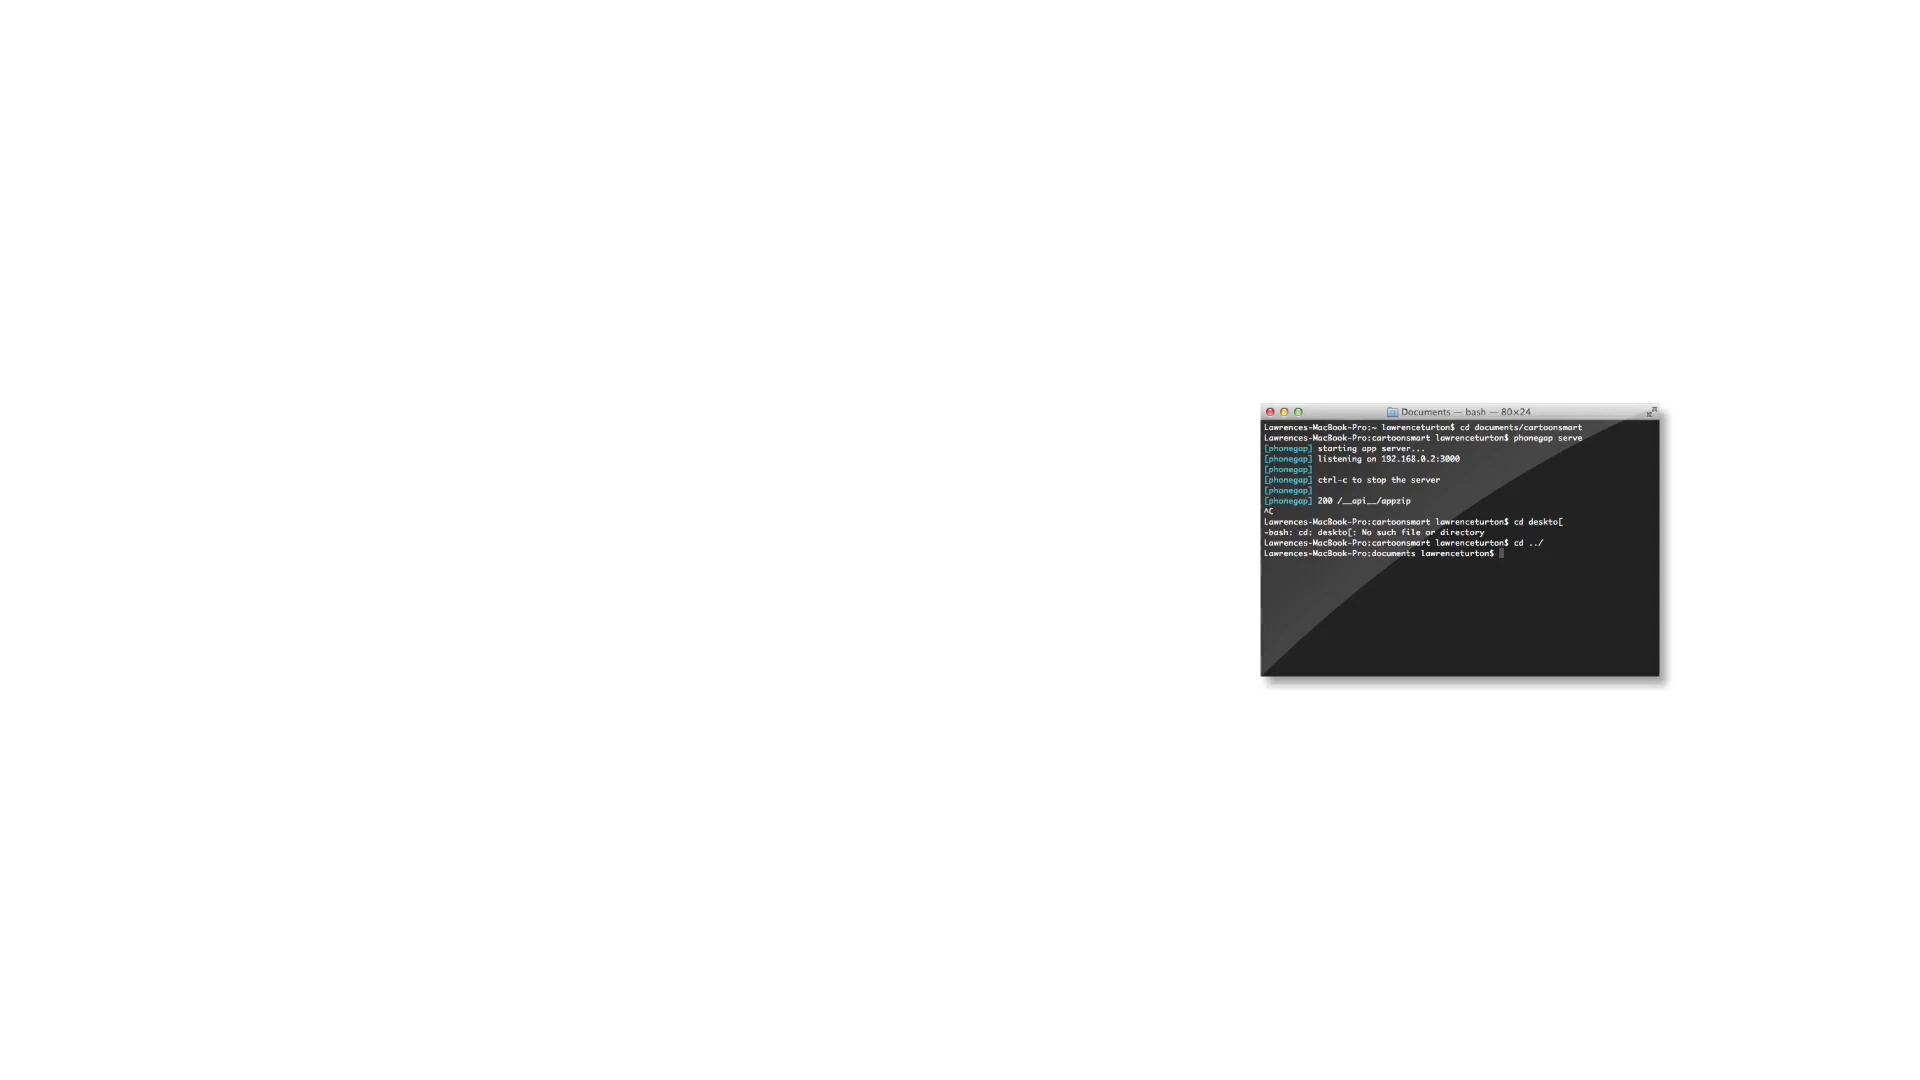 Documents — bash — 80×24
Lawrences-MacBook-Pro:~ lawrenceturton$ cd documents/cartoonsmart
Lawrences-MacBook-Pro:cartoonsmart lawrenceturton$ phonegap serve
[phonegap] starting app server...
[phonegap] listening on 192.168.0.2:3000
[phonegap]
[phonegap] ctrl-c to stop the server
[phonegap]
[phonegap] 200 /__api__/appzip
^C
Lawrences-MacBook-Pro:cartoonsmart lawrenceturton$ cd deskto[
-bash: cd: deskto[: No such file or directory
Lawrences-MacBook-Pro:cartoonsmart lawrenceturton$ cd ../
Lawrences-MacBook-Pro:documents lawrenceturton$